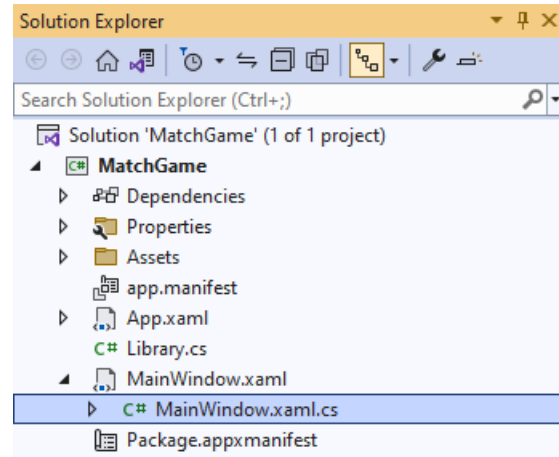 Solution Explorer
Search Solution Explorer (Ctrl+;)
Solution 'MatchGame' (1 of 1 project)
C# MatchGame
Dependencies
Properties
Assets
app.manifest
App.xaml
C# Library.cs
MainWindow.xaml
C# MainWindow.xaml.cs
Package.appxmanifest